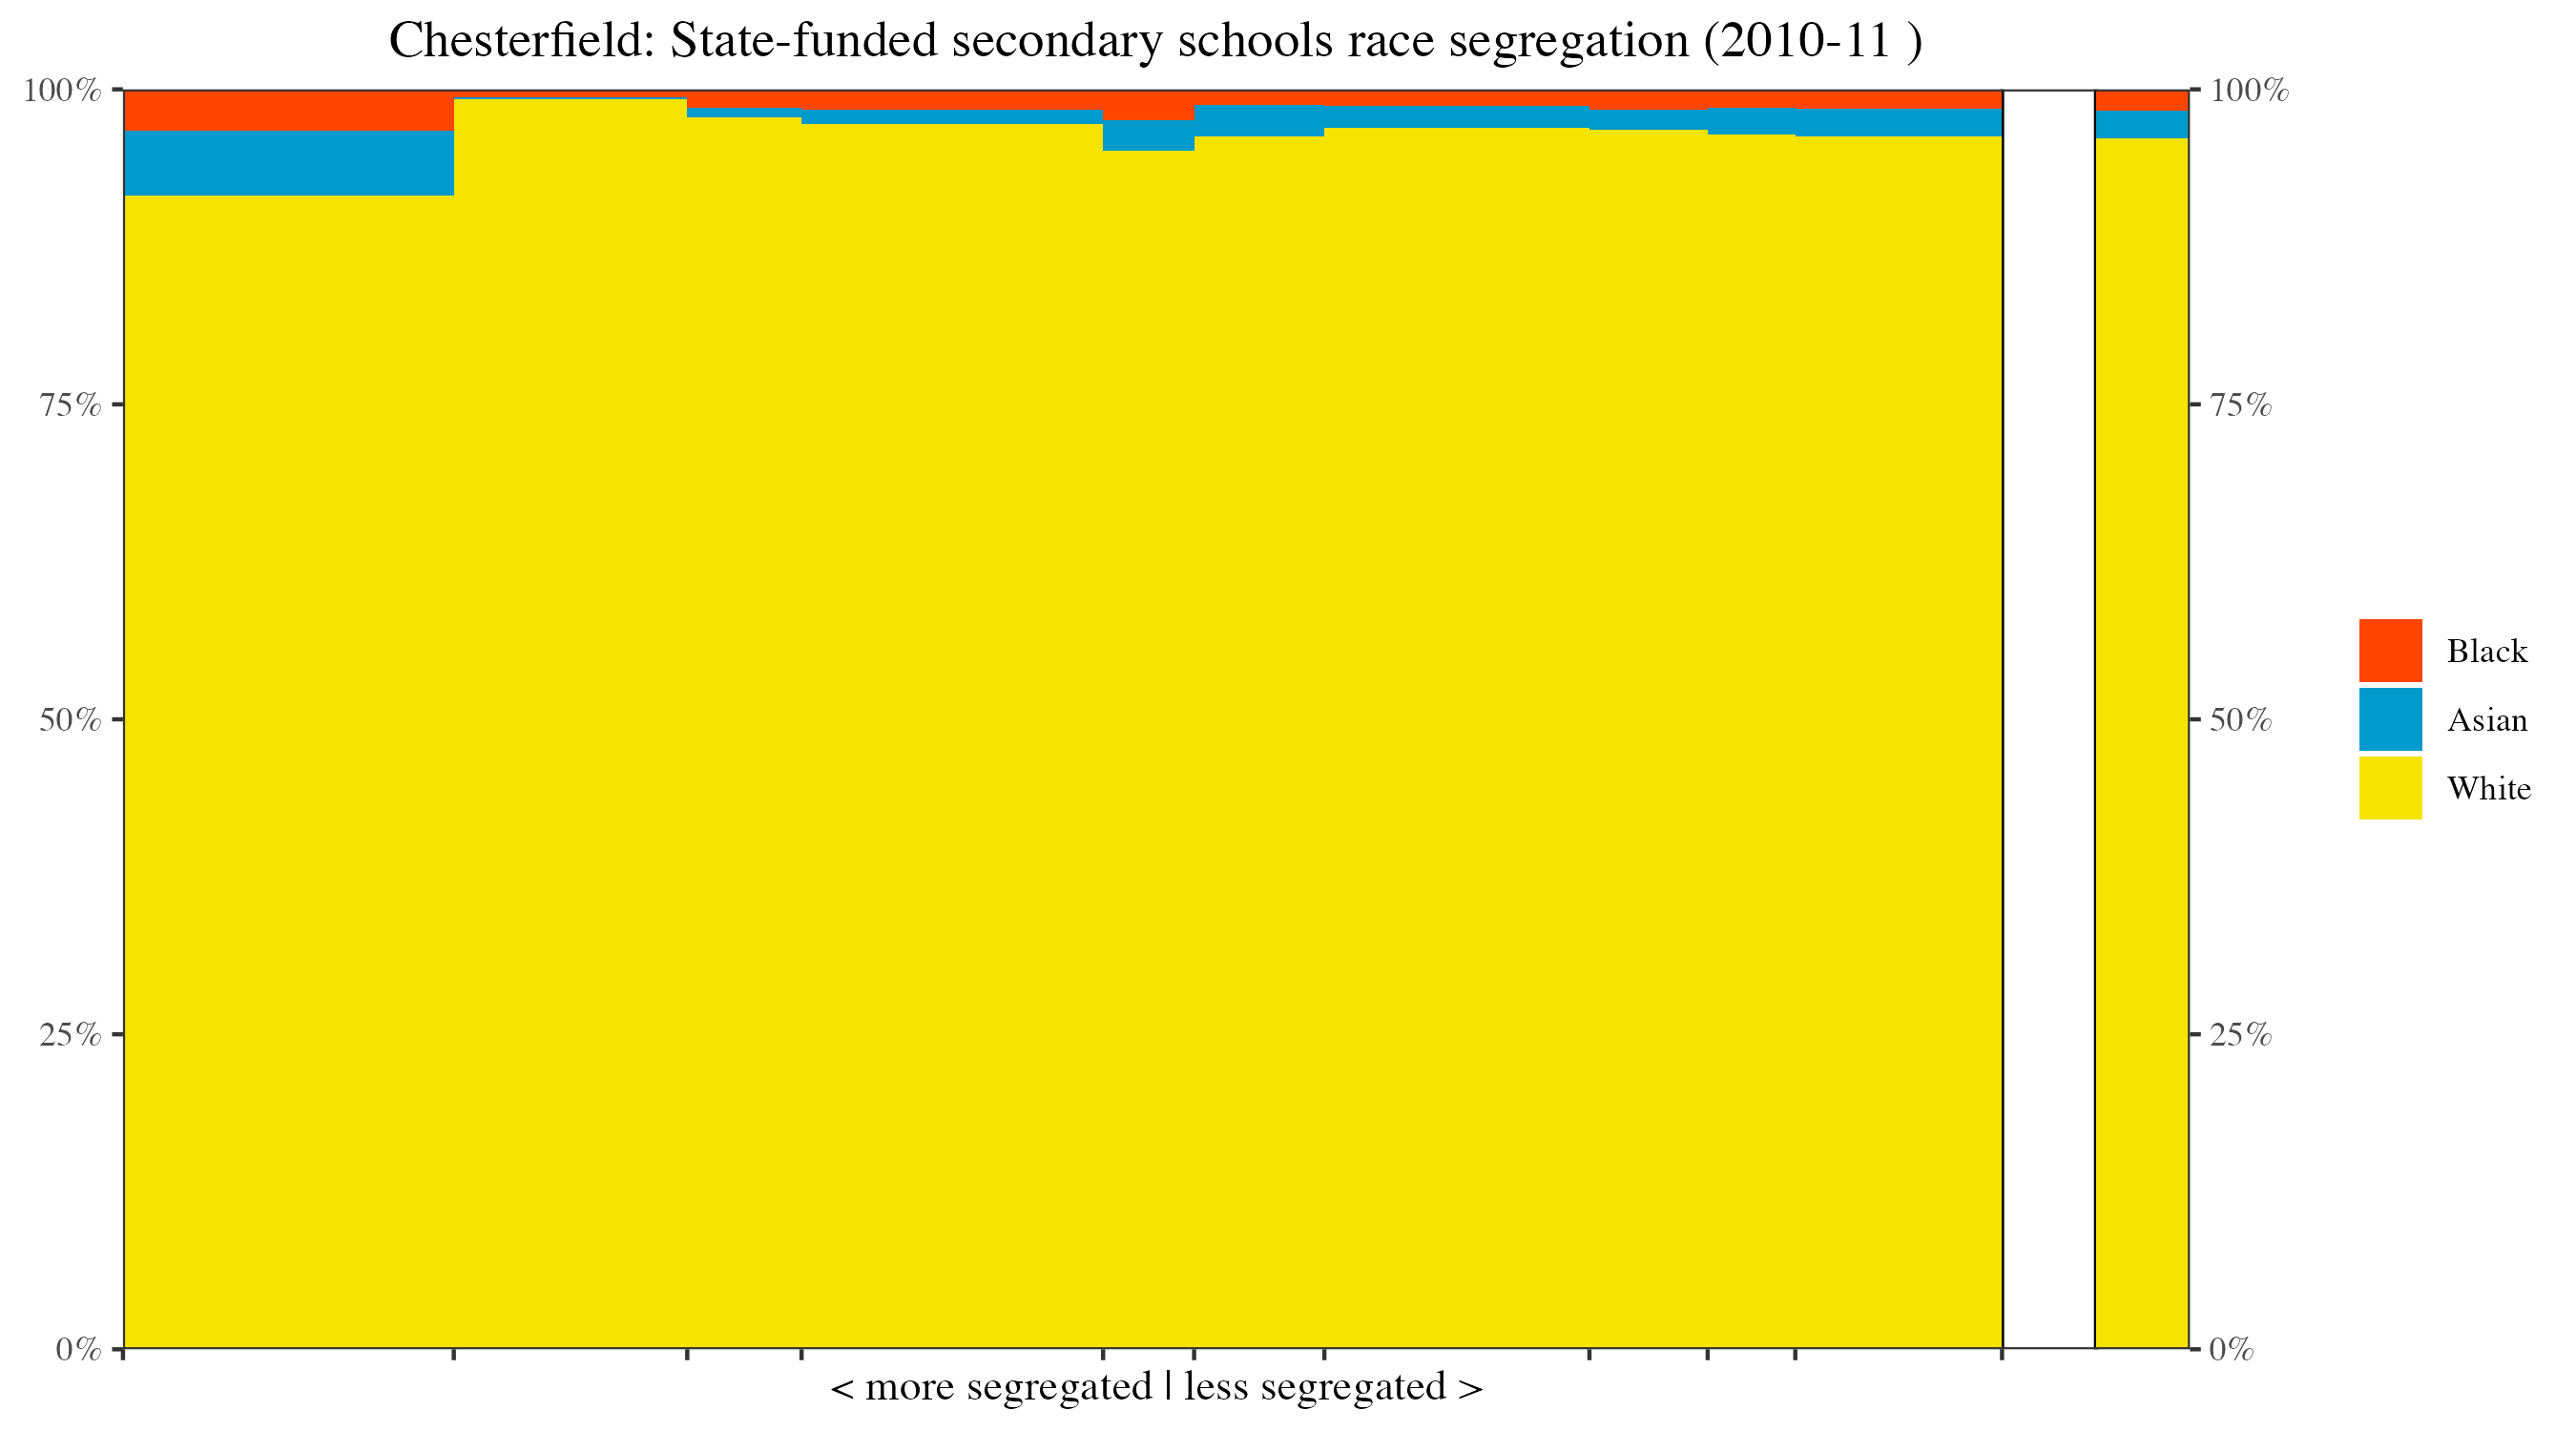 Chesterfield: State-funded secondary schools race segregation (2010-11 )
100%
75%
50%
25%
0%
100%
75%
50%
25%
0%
Black
Asian
White
< more segregated | less segregated >